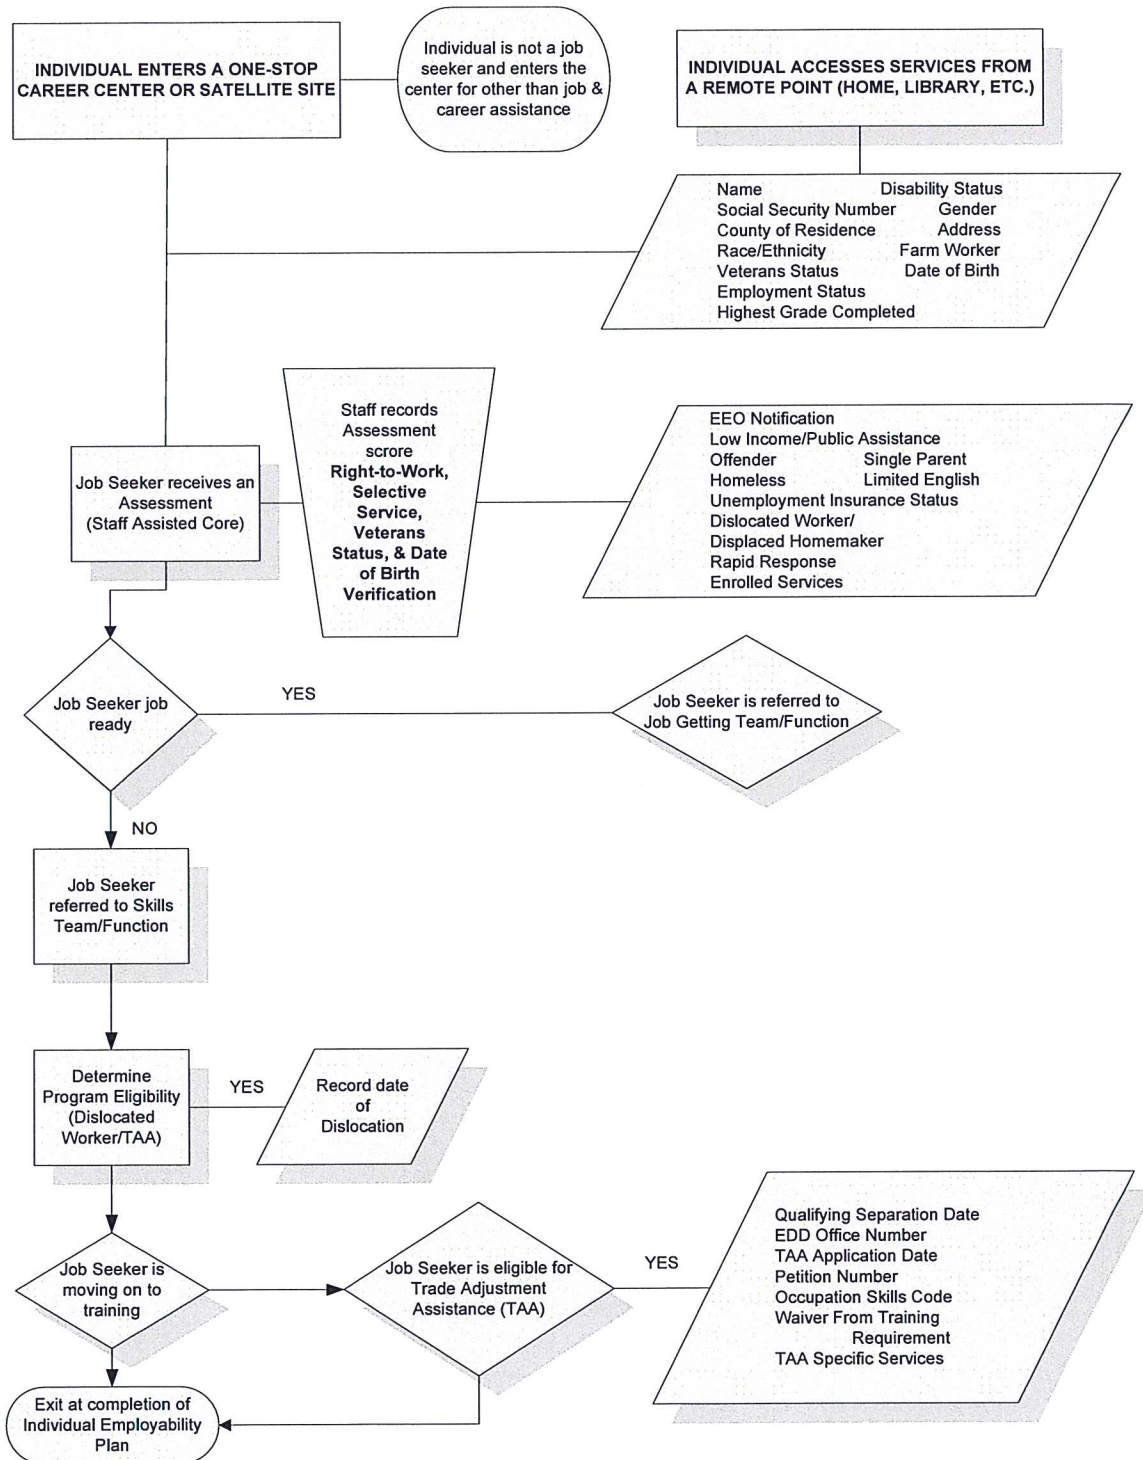 INDIVIDUAL ENTERS A ONE-STOP
CAREER CENTER OR SATELLITE SITE
Individual is not a job
seeker and enters the
center for other than job &
career assistance
INDIVIDUAL ACCESSES SERVICES FROM
A REMOTE POINT (HOME, LIBRARY, ETC.)
Name Disability Status
Social Security Number Gender
County of Residence Address
Race/Ethnicity Farm Worker
Veterans Status Date of Birth
Employment Status
Highest Grade Completed
Job Seeker receives an
Assessment
(Staff Assisted Core)
Staff records
Assessment
scrore
Right-to-Work,
Selective
Service,
Veterans
Status, & Date
of Birth
Verification
EEO Notification
Low Income/Public Assistance
Offender Single Parent
Homeless Limited English
Unemployment Insurance Status
Dislocated Worker/
Displaced Homemaker
Rapid Response
Enrolled Services
Job Seeker job
ready
YES
Job Seeker is referred to
Job Getting Team/Function
NO
Job Seeker
referred to Skills
Team/Function
Determine
Program Eligibility
(Dislocated
Worker/TAA)
YES
Record date
of
Dislocation
Job Seeker is
moving on to
training
Job Seeker is eligible for
Trade Adjustment
Assistance (TAA)
YES
Qualifying Separation Date
EDD Office Number
TAA Application Date
Petition Number
Occupation Skills Code
Waiver From Training
Requirement
TAA Specific Services
Exit at completion of
Individual Employability
Plan